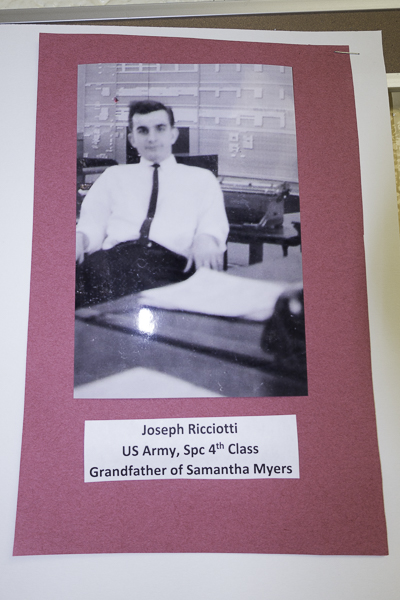 Joseph Ricciotti
US Army, Spc 4th Class
Grandfather of Samantha Myers